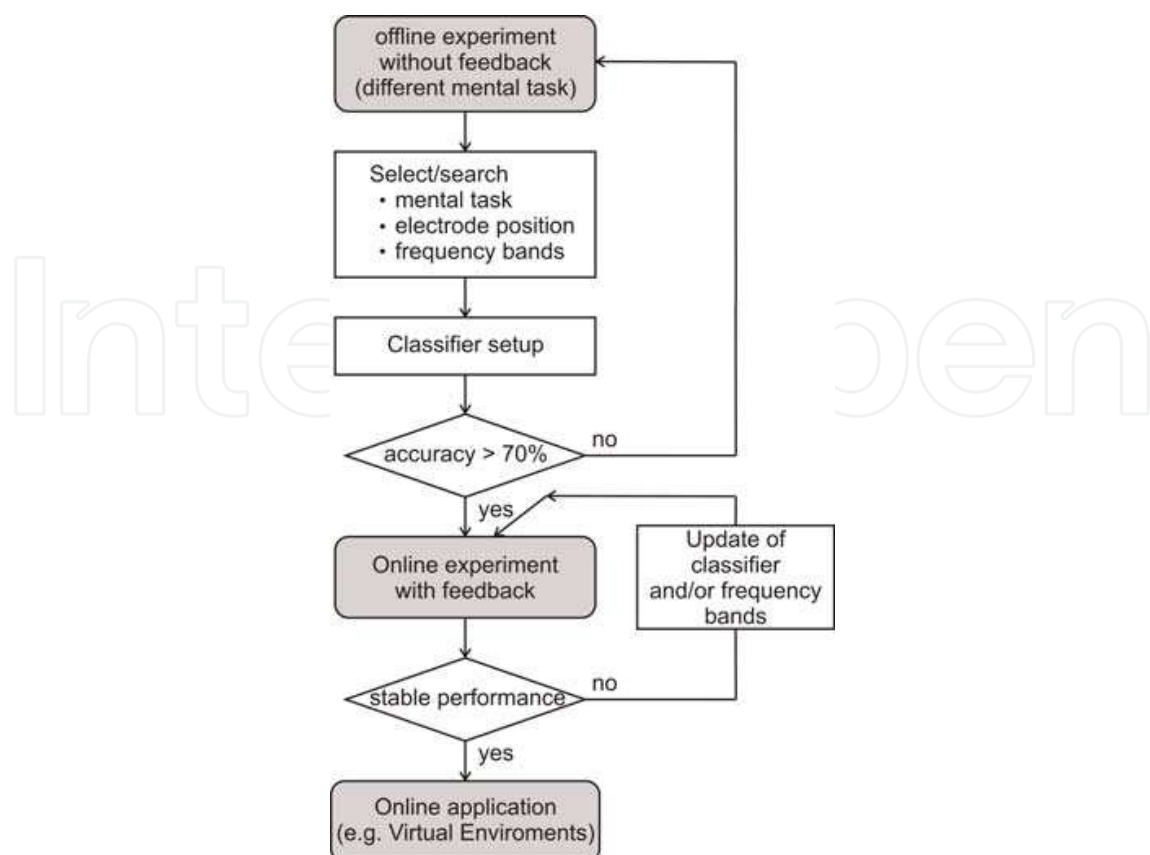 offline experiment
without feedback
(different mental task)
Select/search
• mental task
• electrode position
• frequency bands
Classifier setup
accuracy > 70%
no
yes
Online experiment
with feedback
Update of
classifier
and/or frequency
bands
stable performance
no
yes
Online application
(e.g. Virtual Enviroments)
Inte
pen